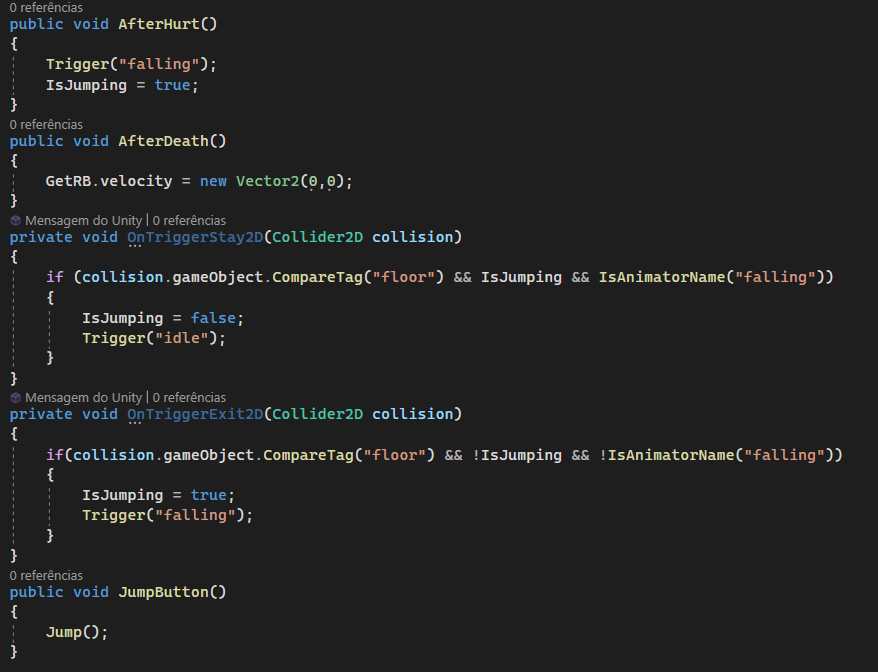 0 referências
public void AfterHurt()
{
    Trigger("falling");
    IsJumping = true;
}
0 referências
public void AfterDeath()
{
    GetRB.velocity = new Vector2(0,0);
}
Mensagem do Unity | 0 referências
private void OnTriggerStay2D(Collider2D collision)
{
    if (collision.gameObject.CompareTag("floor") && IsJumping && IsAnimatorName("falling"))
    {
        IsJumping = false;
        Trigger("idle");
    }
}
Mensagem do Unity | 0 referências
private void OnTriggerExit2D(Collider2D collision)
{
    if(collision.gameObject.CompareTag("floor") && !IsJumping && !IsAnimatorName("falling"))
    {
        IsJumping = true;
        Trigger("falling");
    }
}
0 referências
public void JumpButton()
{
    Jump();
}